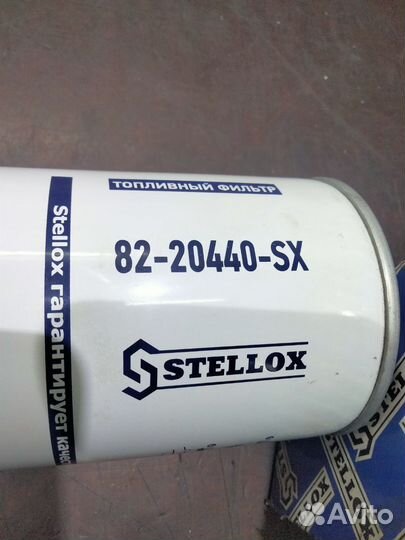 ТОПЛИВНЫЙ ФИЛЬТР
82-20440-SX
STELLOX
Stellox гарантирует
STELLOX
Avito